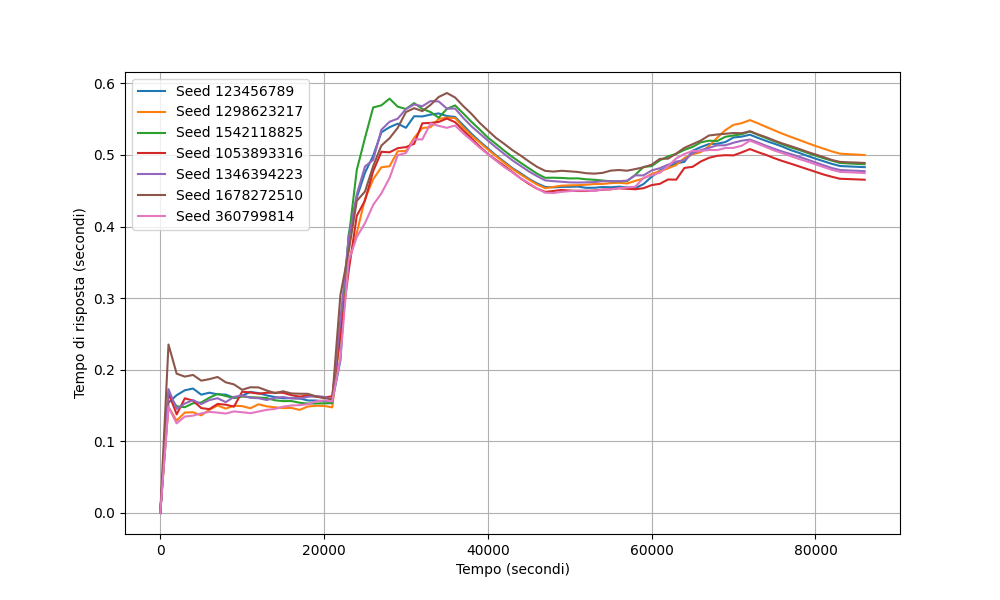 0.6
0.5
0.4
0.3
0.2
0.1
0.0
Tempo di risposta (secondi)
Seed 123456789
Seed 1298623217
Seed 1542118825
Seed 1053893316
Seed 1346394223
Seed 1678272510
Seed 360799814
0 20000 40000 60000 80000
Tempo (secondi)